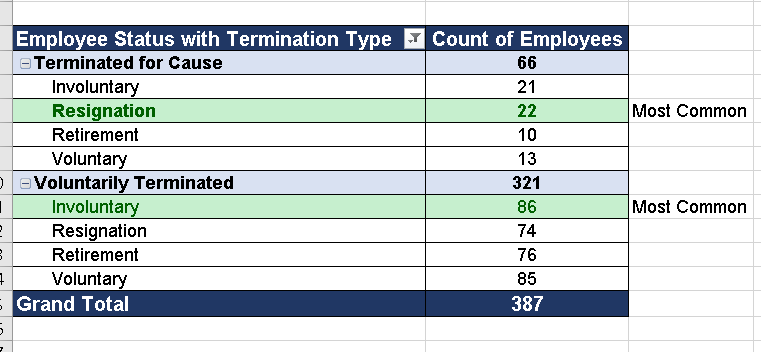 Employee Status with Termination Type Count of Employees
Terminated for Cause 66
Involuntary 21
Resignation 22 Most Common
Retirement 10
Voluntary 13
Voluntarily Terminated 321
Involuntary 86 Most Common
Resignation 74
Retirement 76
Voluntary 85
Grand Total 387